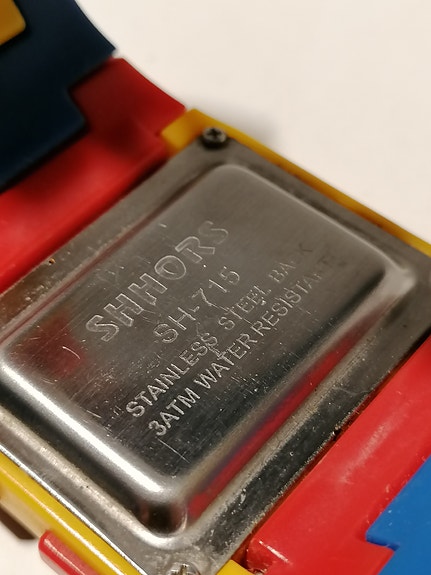 SHHORS
SH-715
STAINLESS STEEL BACK
3ATM WATER RESISTANT